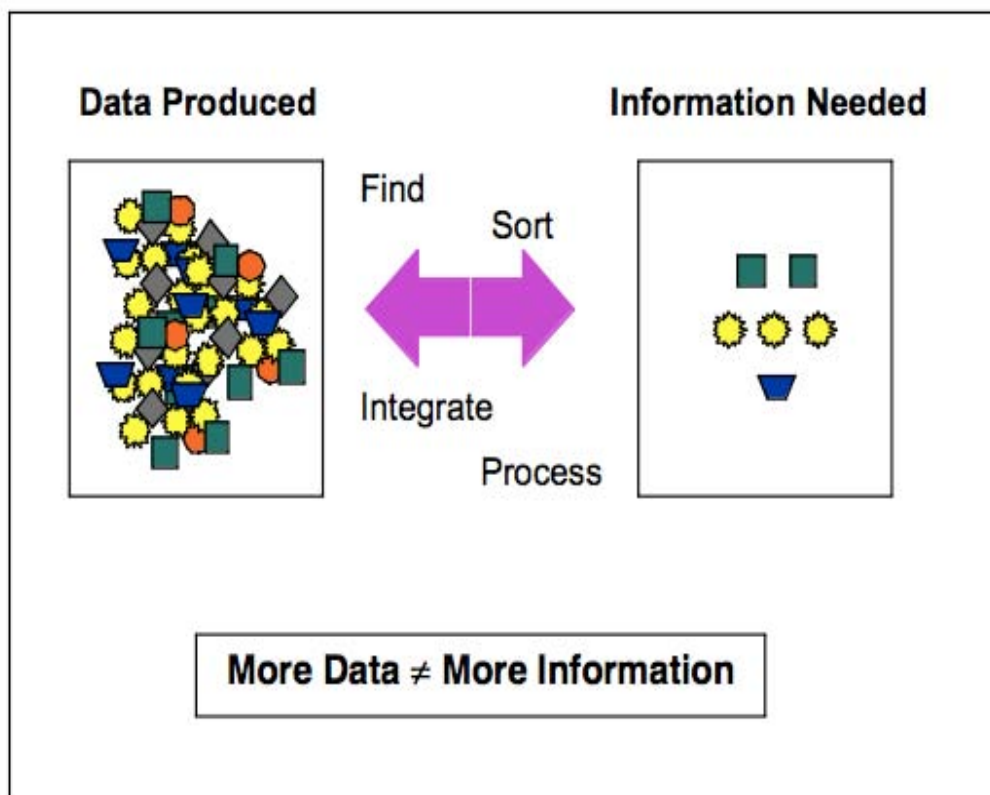 Data Produced
Information Needed
Find
Sort
Integrate
Process
More Data ≠ More Information